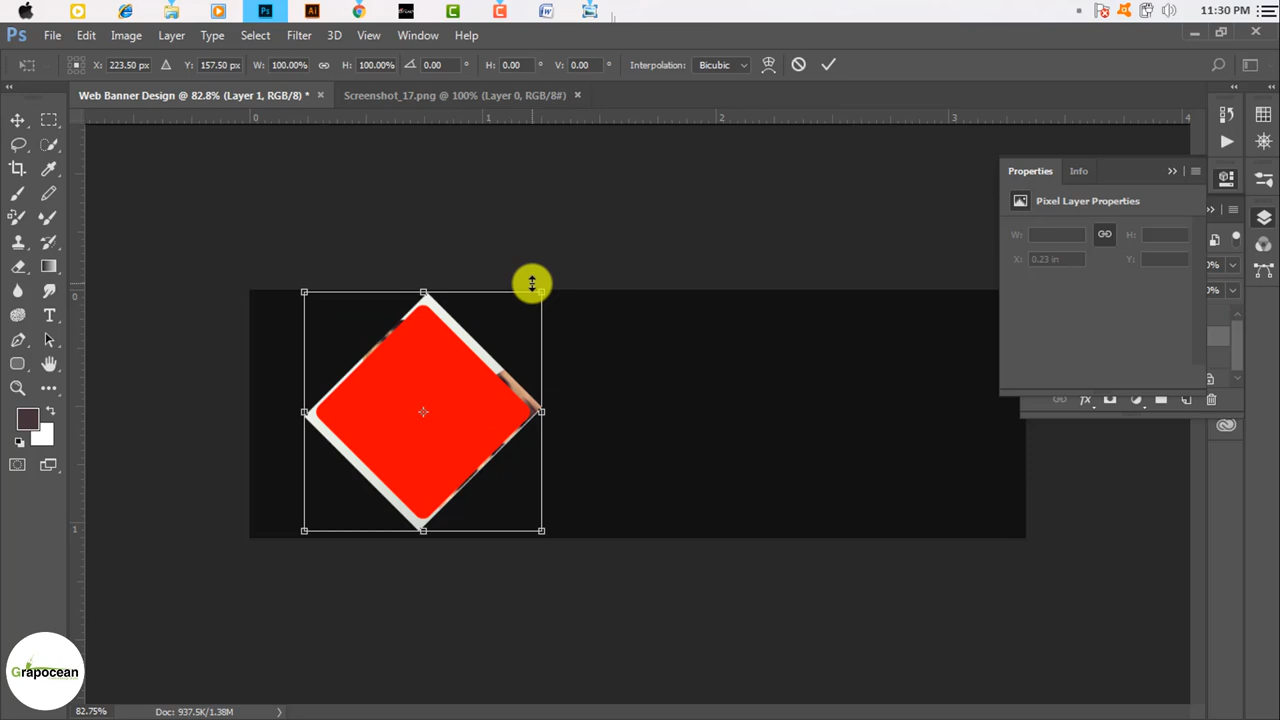 11:30 PM
Ps File Edit Image Layer Type Select Filter 3D View Window Help
X: 223.50 px Y: 157.50 px W: 100.00% H: 100.00% 0.00 ° H: 0.00 ° V: 0.00 ° Interpolation: Bicubic
Web Banner Design @ 82.8% (Layer 1, RGB/8) * × Screenshot_17.png @ 100% (Layer 0, RGB/8#) ×
0 1 2 3 4
Properties Info
Pixel Layer Properties
W: H:
X: 0.23 in Y:
0%
0%
0
1
Grapocean
82.75% Doc: 937.5K/1.38M